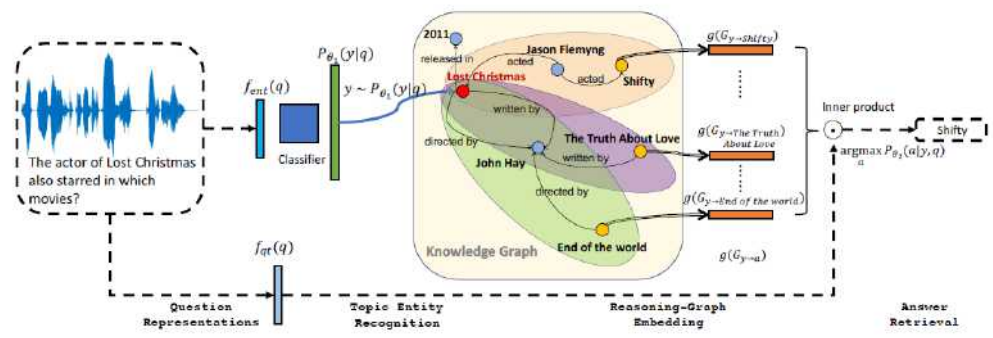 The actor of Lost Christmas
also starred in which
movies?
f_ent(q)
Classifier
P_θ₁(y|q)
y ~ P_θ₁(y|q)
2011
released in
Lost Christmas
acted
Jason Flemyng
acted
Shifty
written by
directed by
John Hay
The Truth About Love
written by
directed by
End of the world
Knowledge Graph
g(G_y→Shifty)
g(G_y→The Truth
About Love)
g(G_y→End of the world)
g(G_y→a)
Inner product
argmax P_θ₂(a|y, q)
a
Shifty
f_qt(q)
Question
Representations
Topic Entity
Recognition
Reasoning-Graph
Embedding
Answer
Retrieval